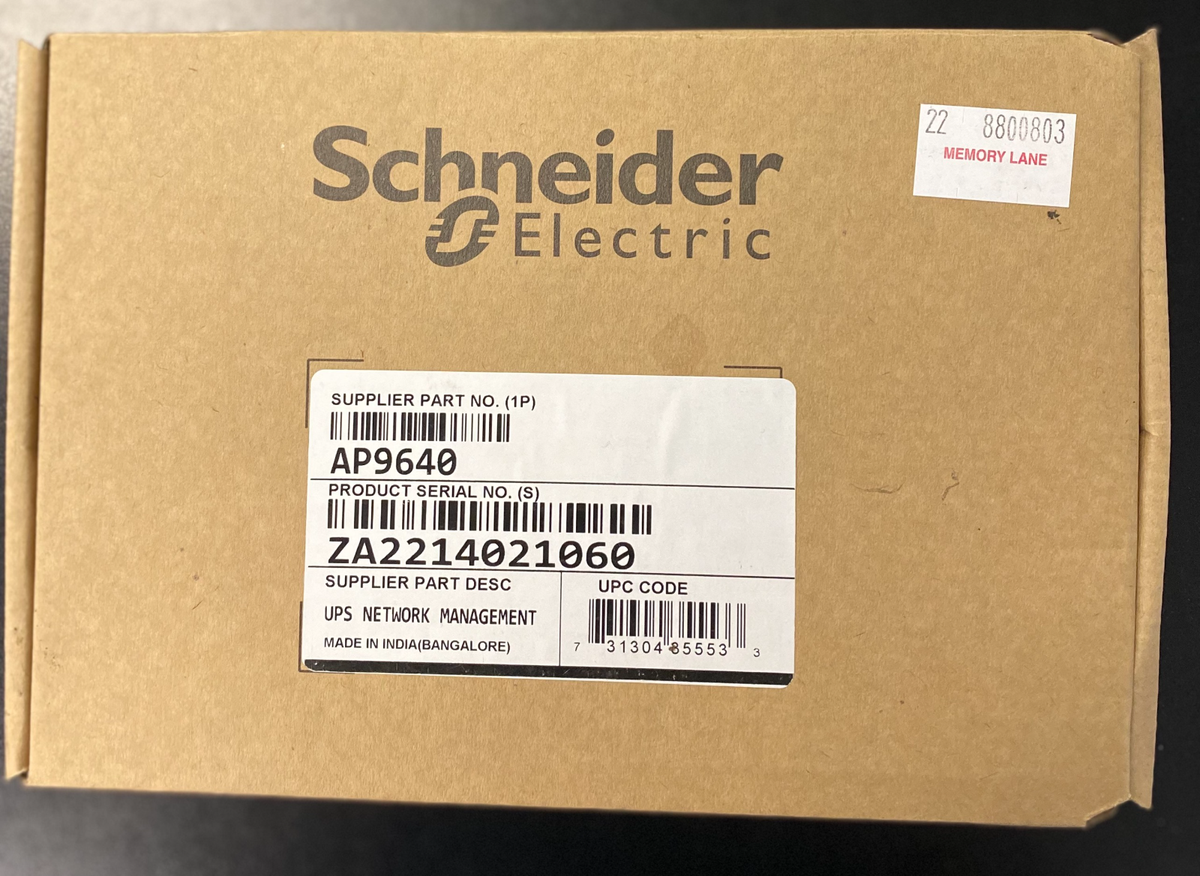 Schneider
Electric
22 8800803
MEMORY LANE
SUPPLIER PART NO. (1P)
AP9640
PRODUCT SERIAL NO. (S)
ZA2214021060
SUPPLIER PART DESC
UPS NETWORK MANAGEMENT
MADE IN INDIA(BANGALORE)
UPC CODE
7 31304 35553 3